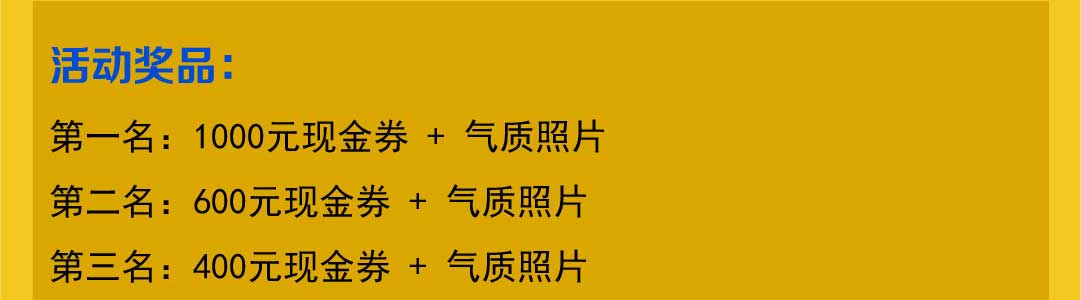 活动奖品：
第一名：1000元现金券 + 气质照片
第二名：600元现金券 + 气质照片
第三名：400元现金券 + 气质照片